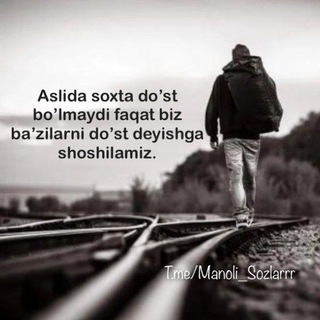 Aslida soxta do’st
bo’lmaydi faqat biz
ba’zilarni do’st deyishga
shoshilamiz.
T.me/Manoli_Sozlarrr